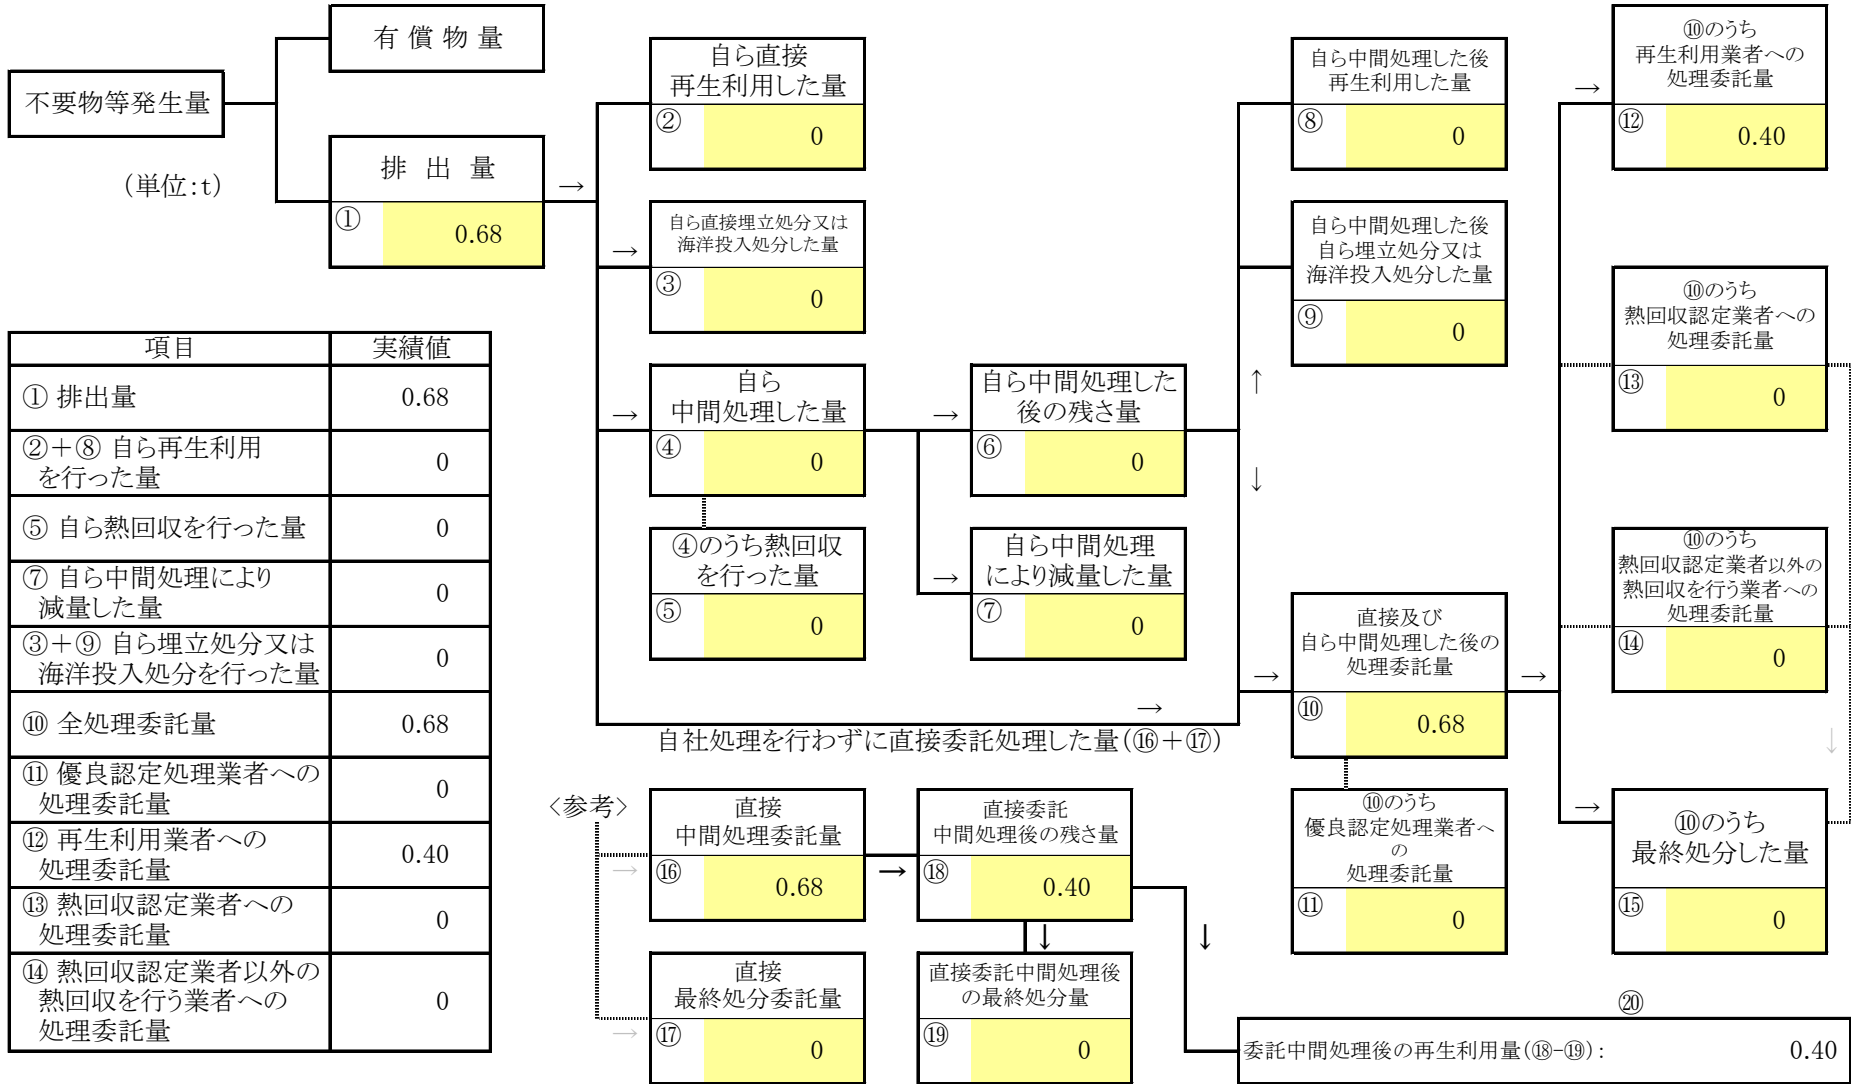 有償物量
不要物等発生量
(単位:t)
排出量
→
①
0.68
自ら直接
再生利用した量
②
0
自ら直接埋立処分又は
海洋投入処分した量
→
③
0
自ら
中間処理した量
→
④
0
④のうち熱回収
を行った量
⑤
0
自ら中間処理した
後の残さ量
→
⑥
0
自ら中間処理
により減量した量
→
⑦
0
↑
↓
自ら中間処理した後
再生利用した量
⑧
0
自ら中間処理した後
自ら埋立処分又は
海洋投入処分した量
⑨
0
直接及び
自ら中間処理した後の
処理委託量
→
⑩
0.68
→
自社処理を行わずに直接委託処理した量(⑯+⑰)
⑩のうち
優良認定処理業者へ
の
処理委託量
⑪
0
→
→
⑩のうち
再生利用業者への
処理委託量
⑫
0.40
⑩のうち
熱回収認定業者への
処理委託量
⑬
0
⑩のうち
熱回収認定業者以外の
熱回収を行う業者への
処理委託量
⑭
0
↓
→
⑩のうち
最終処分した量
⑮
0
項目 実績値
① 排出量 0.68
②+⑧ 自ら再生利用
を行った量
0
⑤ 自ら熱回収を行った量 0
⑦ 自ら中間処理により
減量した量
0
③+⑨ 自ら埋立処分又は
海洋投入処分を行った量
0
⑩ 全処理委託量 0.68
⑪ 優良認定処理業者への
処理委託量
0
⑫ 再生利用業者への
処理委託量
0.40
⑬ 熱回収認定業者への
処理委託量
0
⑭ 熱回収認定業者以外の
熱回収を行う業者への
処理委託量
0
〈参考〉
直接
中間処理委託量
→
⑯
0.68
→
直接委託
中間処理後の残さ量
⑱
0.40
↓
↓
直接
最終処分委託量
→
⑰
0
直接委託中間処理後
の最終処分量
⑲
0
⑳
委託中間処理後の再生利用量(⑱-⑲): 0.40